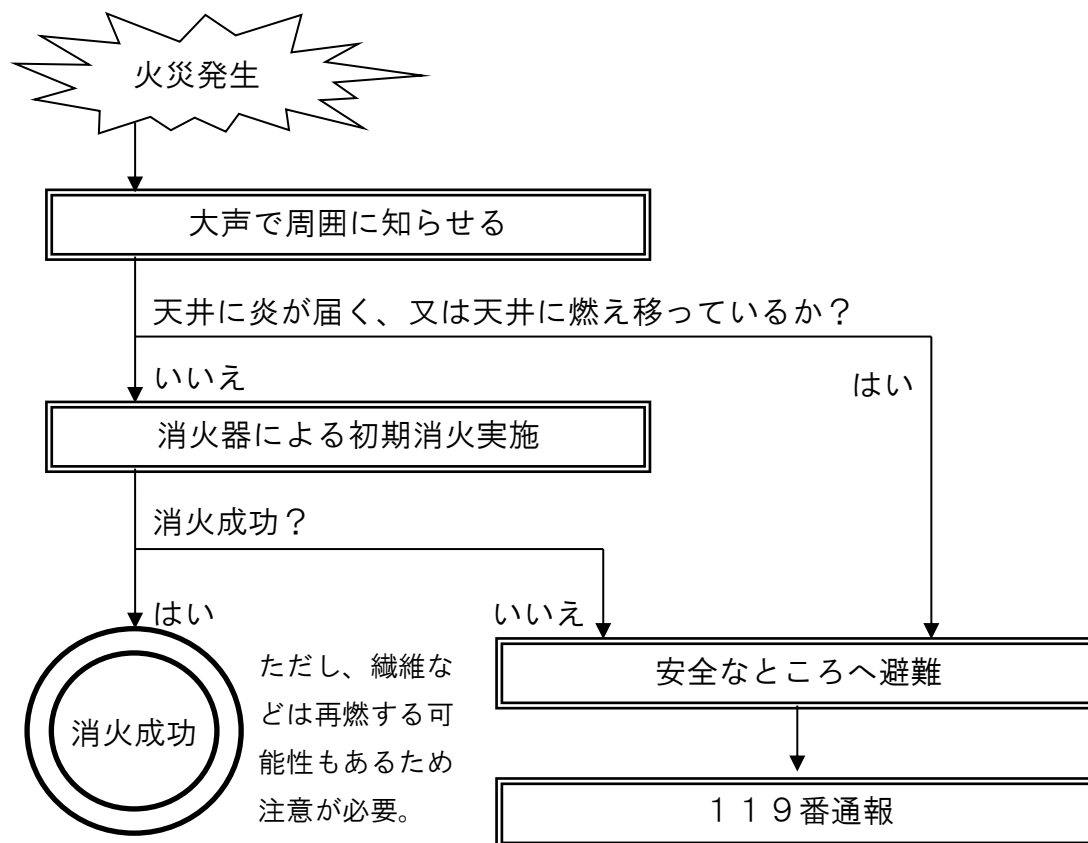 火災発生
大声で周囲に知らせる
天井に炎が届く、又は天井に燃え移っているか？
いいえ
はい
消火器による初期消火実施
消火成功？
はい
いいえ
安全なところへ避難
ただし、繊維な
どは再燃する可
能性もあるため
注意が必要。
消火成功
１１９番通報